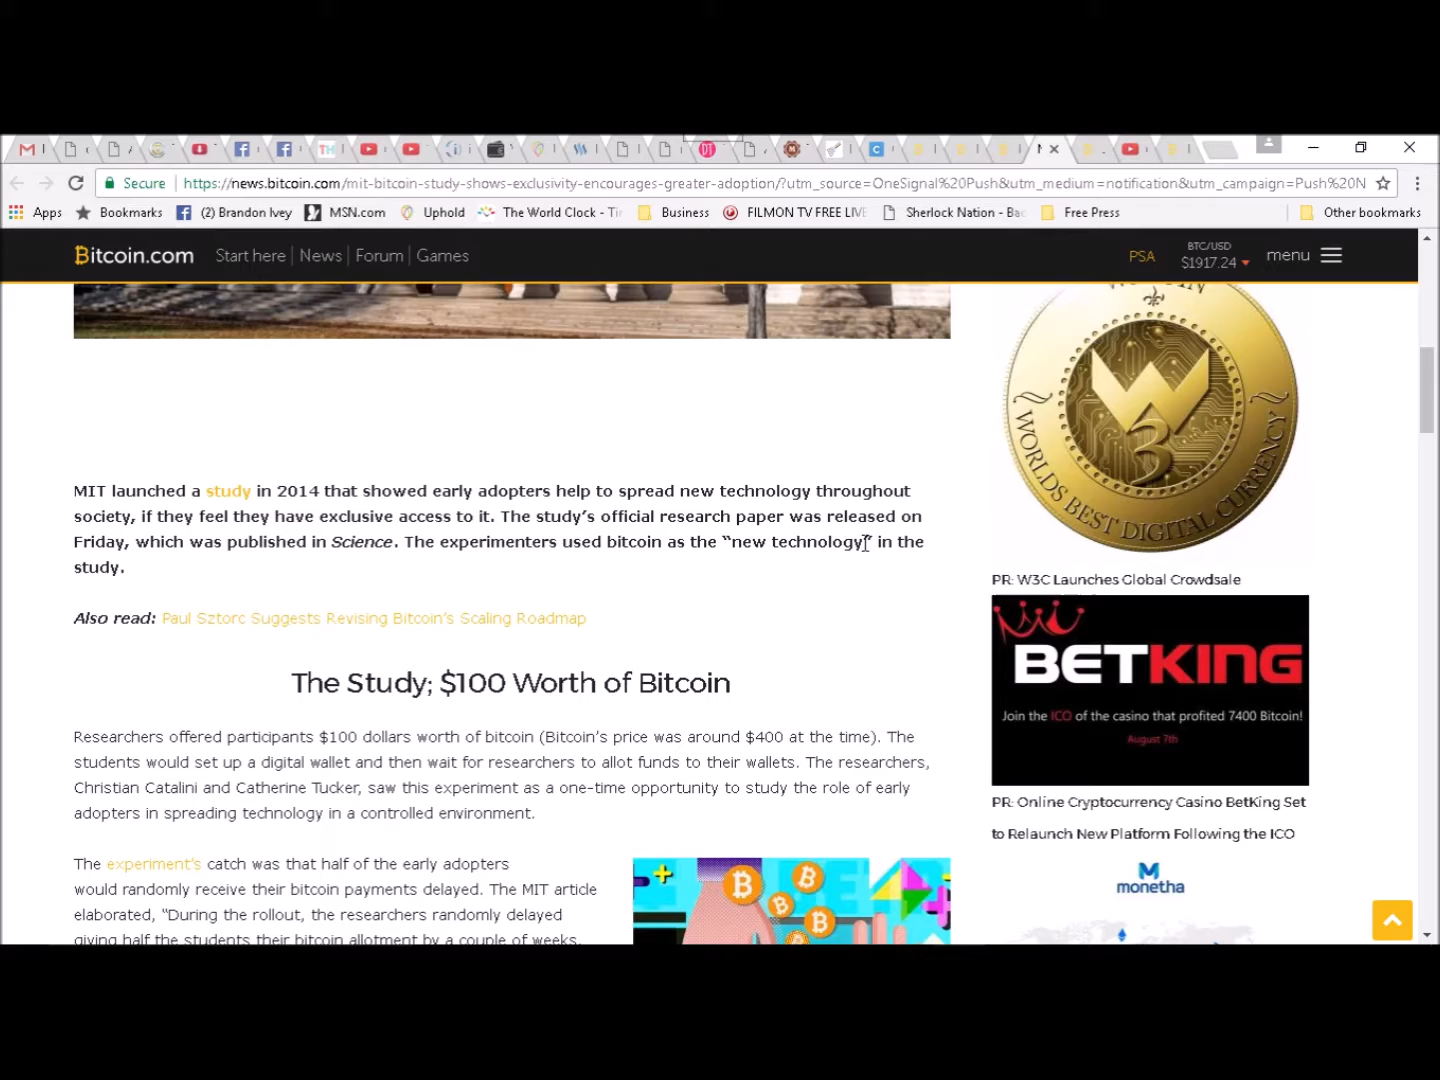 Secure
https://news.bitcoin.com/mit-bitcoin-study-shows-exclusivity-encourages-greater-adoption/?utm_source=OneSignal%20Push&utm_medium=notification&utm_campaign=Push%20N
Apps Bookmarks (2) Brandon Ivey MSN.com Uphold The World Clock - Ti Business FILMON TV FREE LIVE Sherlock Nation - Bac Free Press Other bookmarks
Bitcoin.com Start here | News | Forum | Games PSA BTC/USD $1917.24 menu
WORLDS BEST DIGITAL CURRENCY
W 3
MIT launched a study in 2014 that showed early adopters help to spread new technology throughout
society, if they feel they have exclusive access to it. The study's official research paper was released on
Friday, which was published in Science. The experimenters used bitcoin as the “new technology” in the
study.
Also read: Paul Sztorc Suggests Revising Bitcoin's Scaling Roadmap
The Study; $100 Worth of Bitcoin
Researchers offered participants $100 dollars worth of bitcoin (Bitcoin's price was around $400 at the time). The
students would set up a digital wallet and then wait for researchers to allot funds to their wallets. The researchers,
Christian Catalini and Catherine Tucker, saw this experiment as a one-time opportunity to study the role of early
adopters in spreading technology in a controlled environment.
The experiment's catch was that half of the early adopters
would randomly receive their bitcoin payments delayed. The MIT article
elaborated, “During the rollout, the researchers randomly delayed
giving half the students their bitcoin allotment by a couple of weeks.
PR: W3C Launches Global Crowdsale
BETKING
Join the ICO of the casino that profited 7400 Bitcoin!
August 7th
PR: Online Cryptocurrency Casino BetKing Set
to Relaunch New Platform Following the ICO
monetha